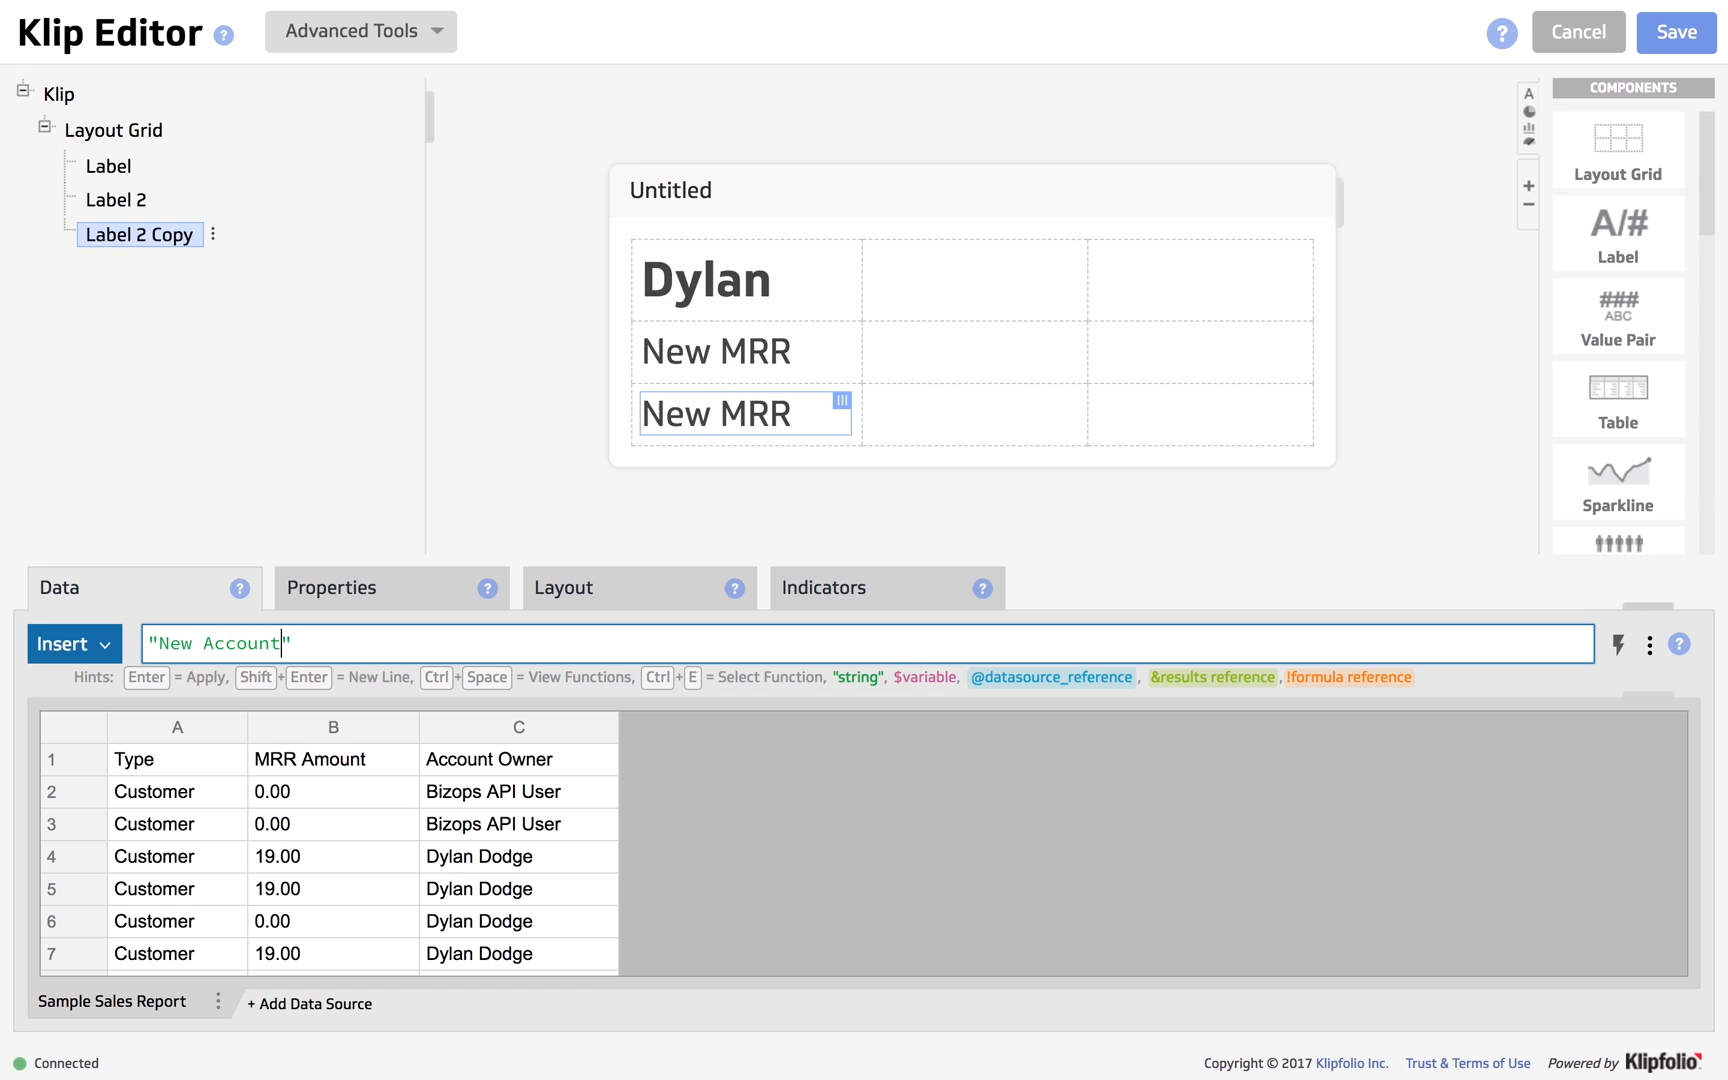 Klip Editor ?
Advanced Tools
?
Cancel
Save
Klip
Layout Grid
Label
Label 2
Label 2 Copy
Untitled
Dylan
New MRR
New MRR
A
+
−
COMPONENTS
Layout Grid
A/#
Label
###
ABC
Value Pair
Table
Sparkline
Data ?
Properties ?
Layout ?
Indicators ?
Insert
"New Account"
?
Hints: Enter = Apply, Shift + Enter = New Line, Ctrl + Space = View Functions, Ctrl + E = Select Function, "string", $variable, @datasource_reference, &results reference, !formula reference
A B C
1 Type MRR Amount Account Owner
2 Customer 0.00 Bizops API User
3 Customer 0.00 Bizops API User
4 Customer 19.00 Dylan Dodge
5 Customer 19.00 Dylan Dodge
6 Customer 0.00 Dylan Dodge
7 Customer 19.00 Dylan Dodge
Sample Sales Report
+ Add Data Source
Connected
Copyright © 2017 Klipfolio Inc. Trust & Terms of Use Powered by Klipfolio